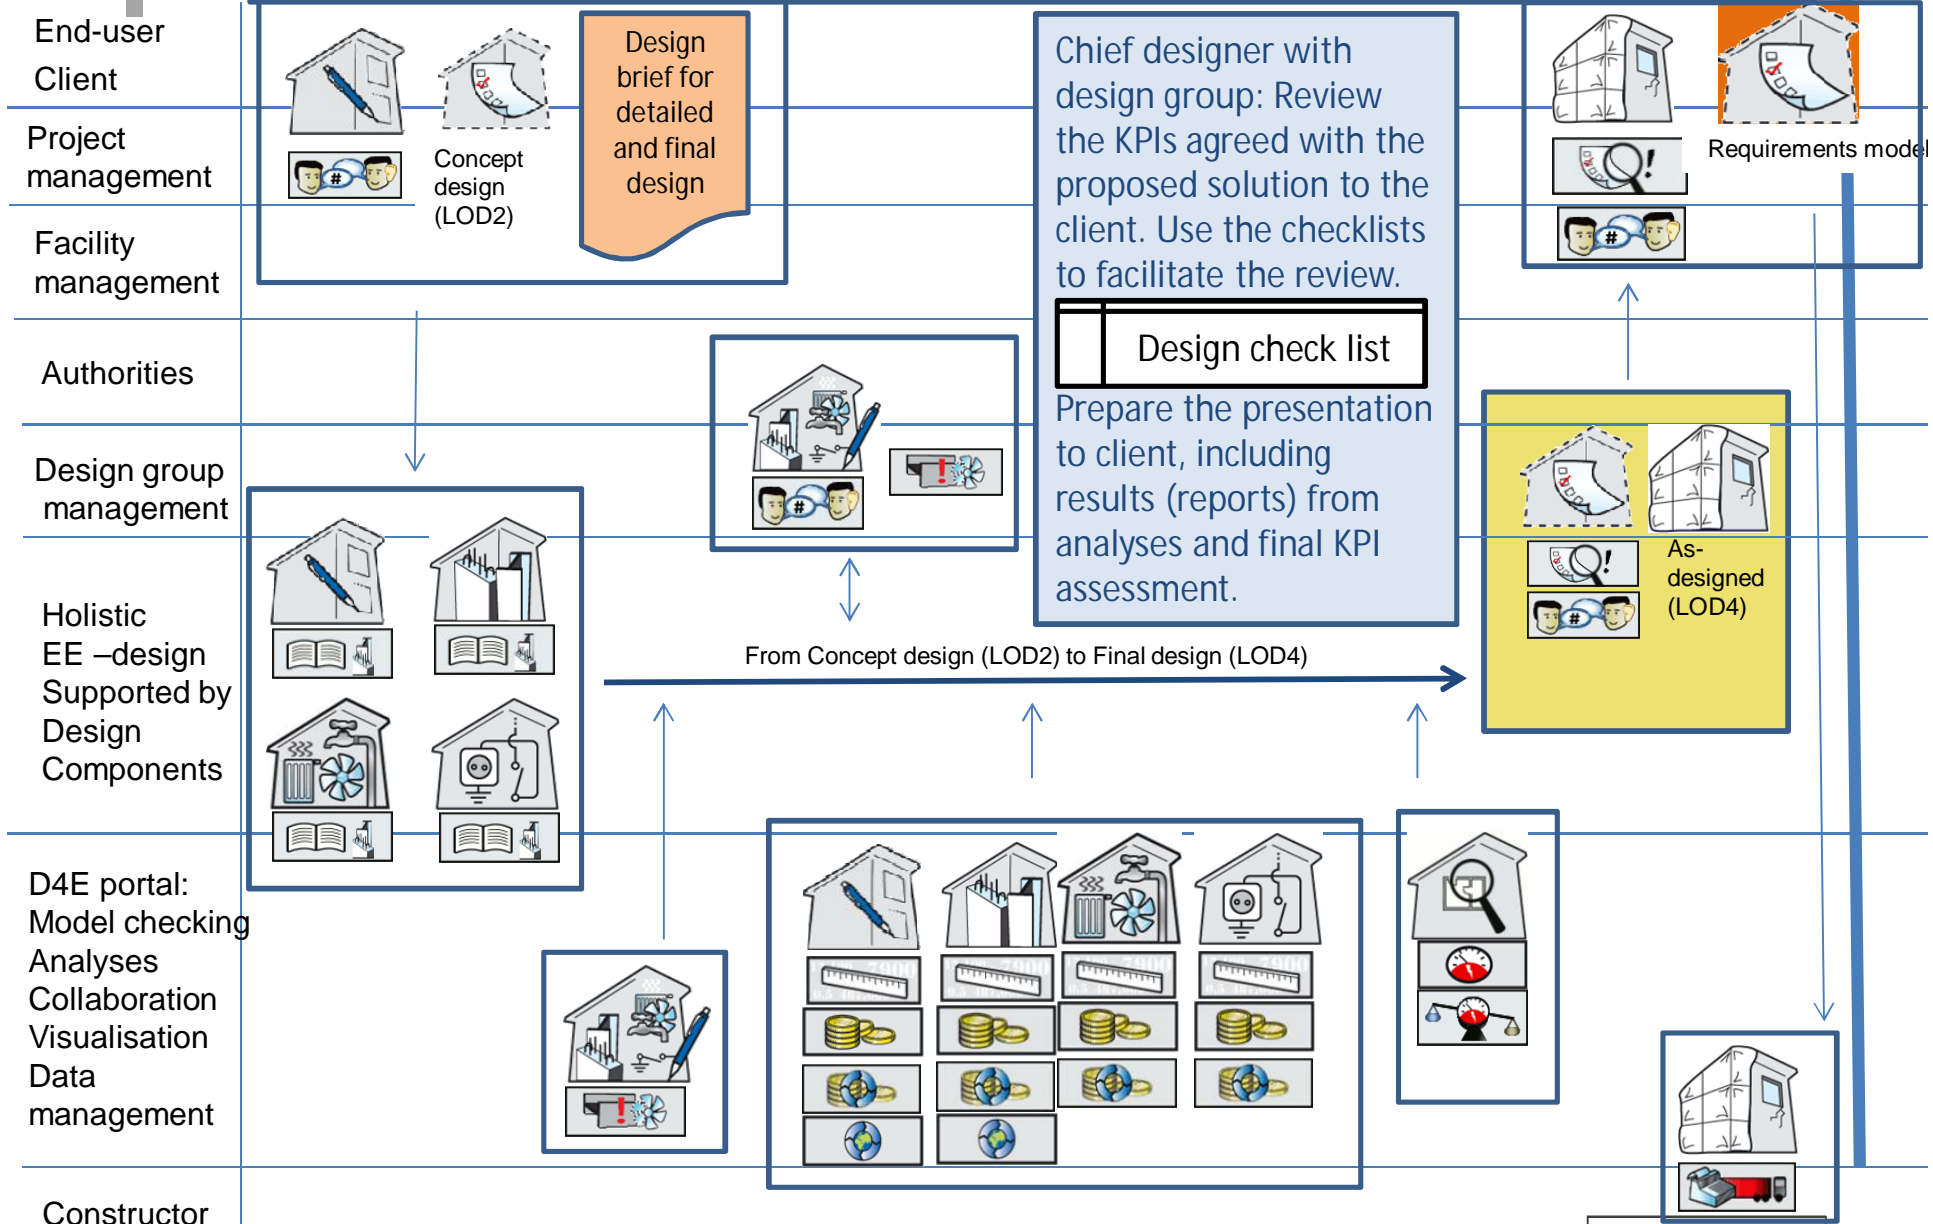 End-user
Client
Project
management
Facility
management
Authorities
Design group
management
Holistic
EE –design
Supported by
Design
Components
D4E portal:
Model checking
Analyses
Collaboration
Visualisation
Data
management
Constructor
Concept
design
(LOD2)
Design
brief for
detailed
and final
design
Chief designer with
design group: Review
the KPIs agreed with the
proposed solution to the
client. Use the checklists
to facilitate the review.
Design check list
Prepare the presentation
to client, including
results (reports) from
analyses and final KPI
assessment.
Requirements model
As-
designed
(LOD4)
From Concept design (LOD2) to Final design (LOD4)